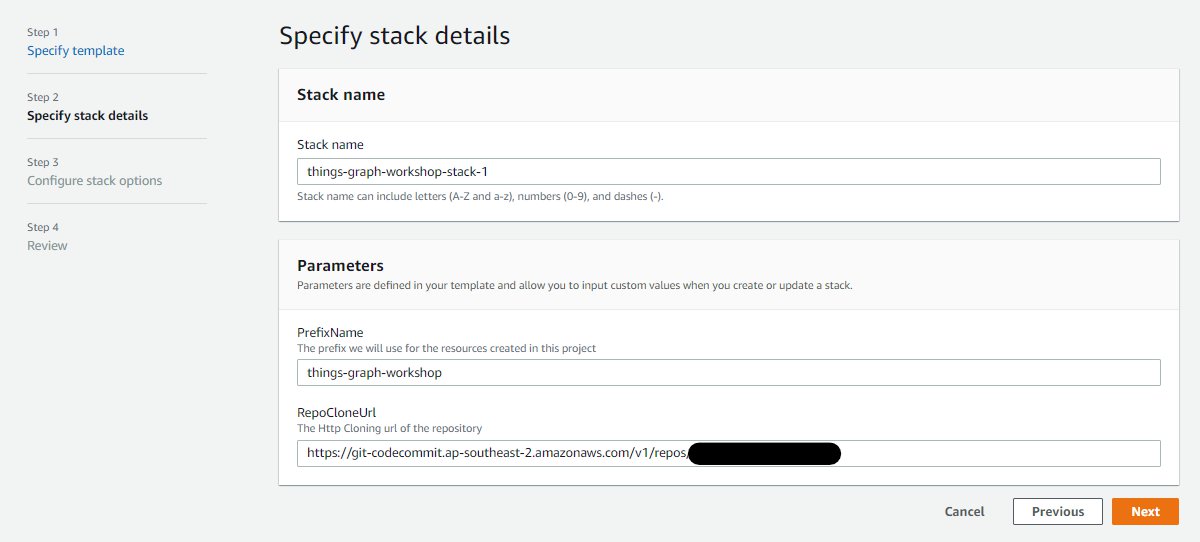 Step 1
Specify template
Step 2
Specify stack details
Step 3
Configure stack options
Step 4
Review
Specify stack details
Stack name
Stack name
things-graph-workshop-stack-1
Stack name can include letters (A-Z and a-z), numbers (0-9), and dashes (-).
Parameters
Parameters are defined in your template and allow you to input custom values when you create or update a stack.
PrefixName
The prefix we will use for the resources created in this project
things-graph-workshop
RepoCloneUrl
The Http Cloning url of the repository
https://git-codecommit.ap-southeast-2.amazonaws.com/v1/repos/
Cancel
Previous
Next